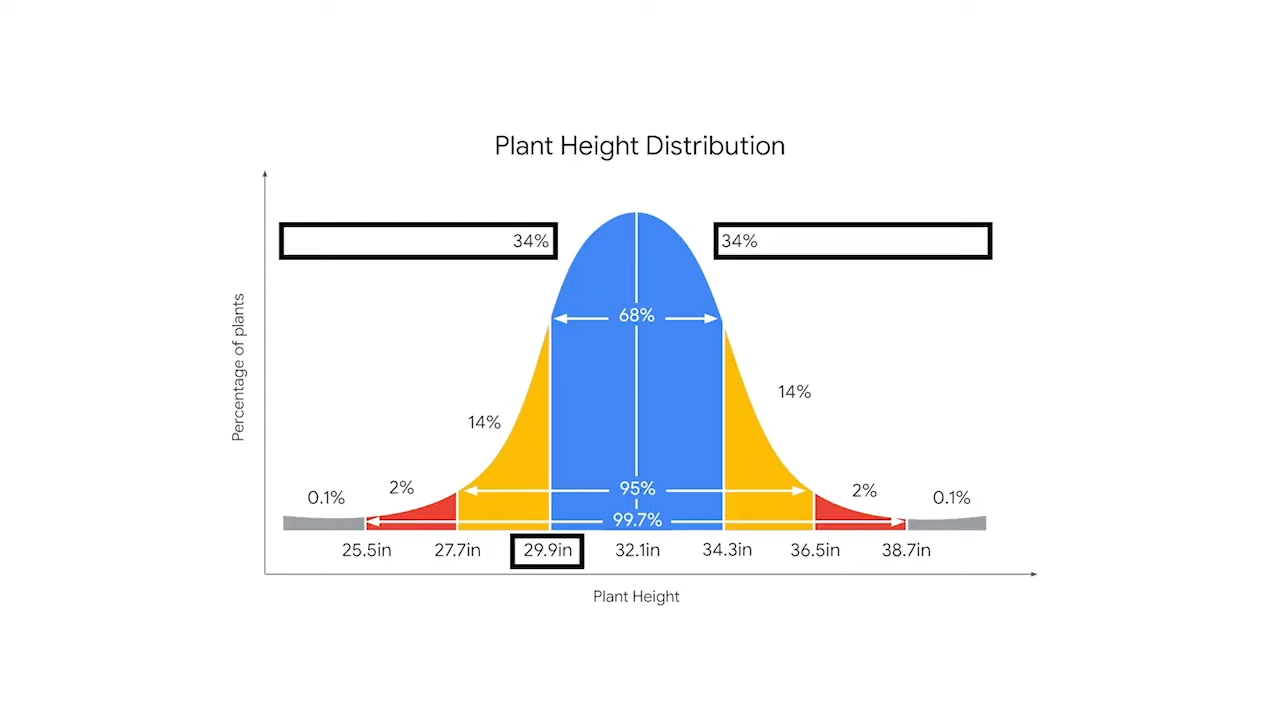 Plant Height Distribution
34%
34%
68%
14%
14%
95%
2%
2%
0.1%
0.1%
99.7%
25.5in 27.7in 29.9in 32.1in 34.3in 36.5in 38.7in
Plant Height
Percentage of plants